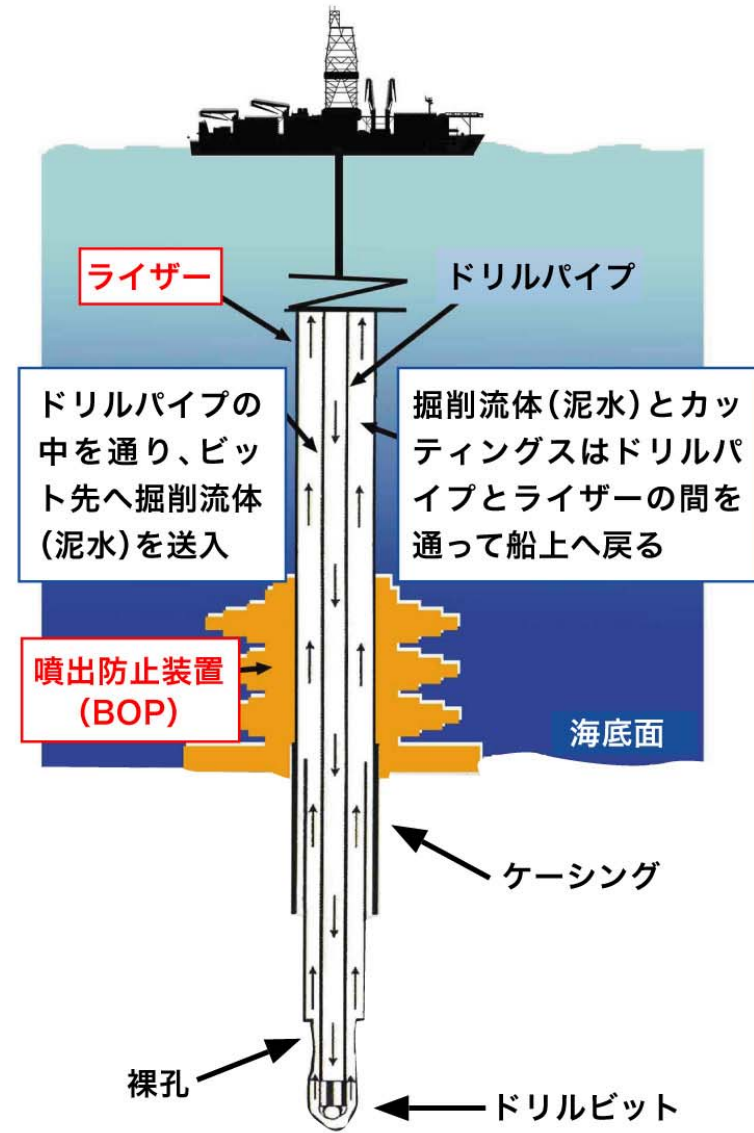 ライザー
ドリルパイプ
ドリルパイプの
中を通り、ビッ
ト先へ掘削流体
(泥水)を送入
掘削流体(泥水)とカッ
ティングスはドリルパ
イプとライザーの間を
通って船上へ戻る
噴出防止装置
(BOP)
海底面
ケーシング
裸孔
ドリルビット